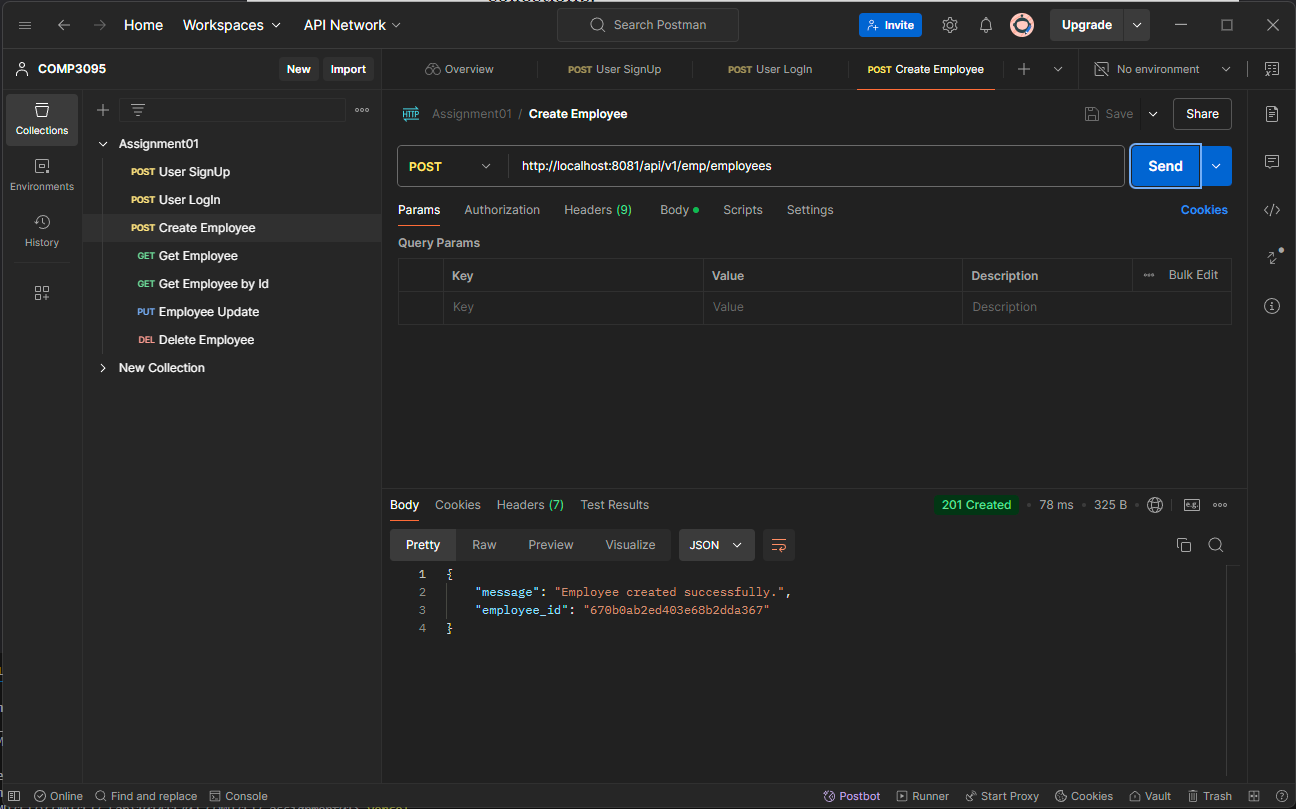 Home Workspaces API Network Search Postman Invite Upgrade
COMP3095 New Import Overview POST User SignUp POST User LogIn POST Create Employee No environment
Collections
Environments
History
Assignment01
POST User SignUp
POST User LogIn
POST Create Employee
GET Get Employee
GET Get Employee by Id
PUT Employee Update
DEL Delete Employee
New Collection
HTTP Assignment01 / Create Employee Save Share
POST http://localhost:8081/api/v1/emp/employees Send
Params Authorization Headers (9) Body Scripts Settings Cookies
Query Params
Key Value Description Bulk Edit
Key Value Description
Body Cookies Headers (7) Test Results 201 Created 78 ms 325 B e.g.
Pretty Raw Preview Visualize JSON
1 {
2 "message": "Employee created successfully.",
3 "employee_id": "670b0ab2ed403e68b2dda367"
4 }
Online Find and replace Console Postbot Runner Start Proxy Cookies Vault Trash